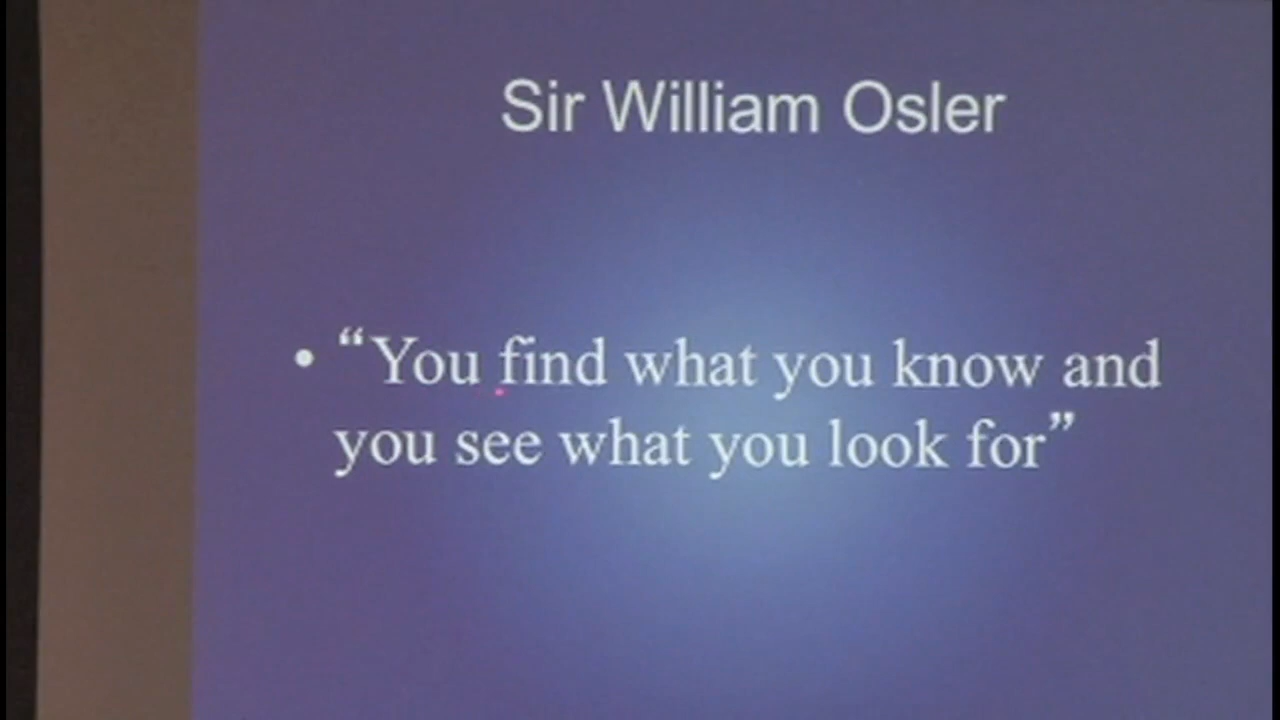 Sir William Osler
• “You find what you know and
you see what you look for”